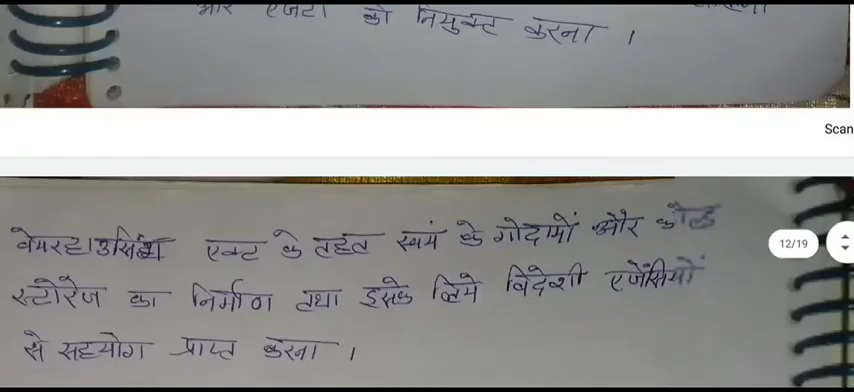 और एजेंटों को नियुक्त करना ।
Scan
वेयरहाउसिंग एक्ट के तहत स्वयं के गोदामों और कोल्ड
12/19
स्टोरेज का निर्माण तथा इसके लिये विदेशी एजेंसियों
से सहयोग प्राप्त करना ।